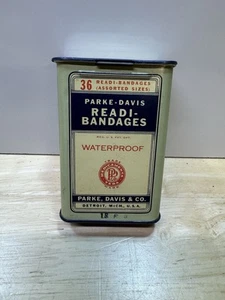 36 READI-BANDAGES
(ASSORTED SIZES)
PARKE-DAVIS
READI-
BANDAGES
WATERPROOF
PARKE, DAVIS & CO.
DETROIT, MICH., U.S.A.